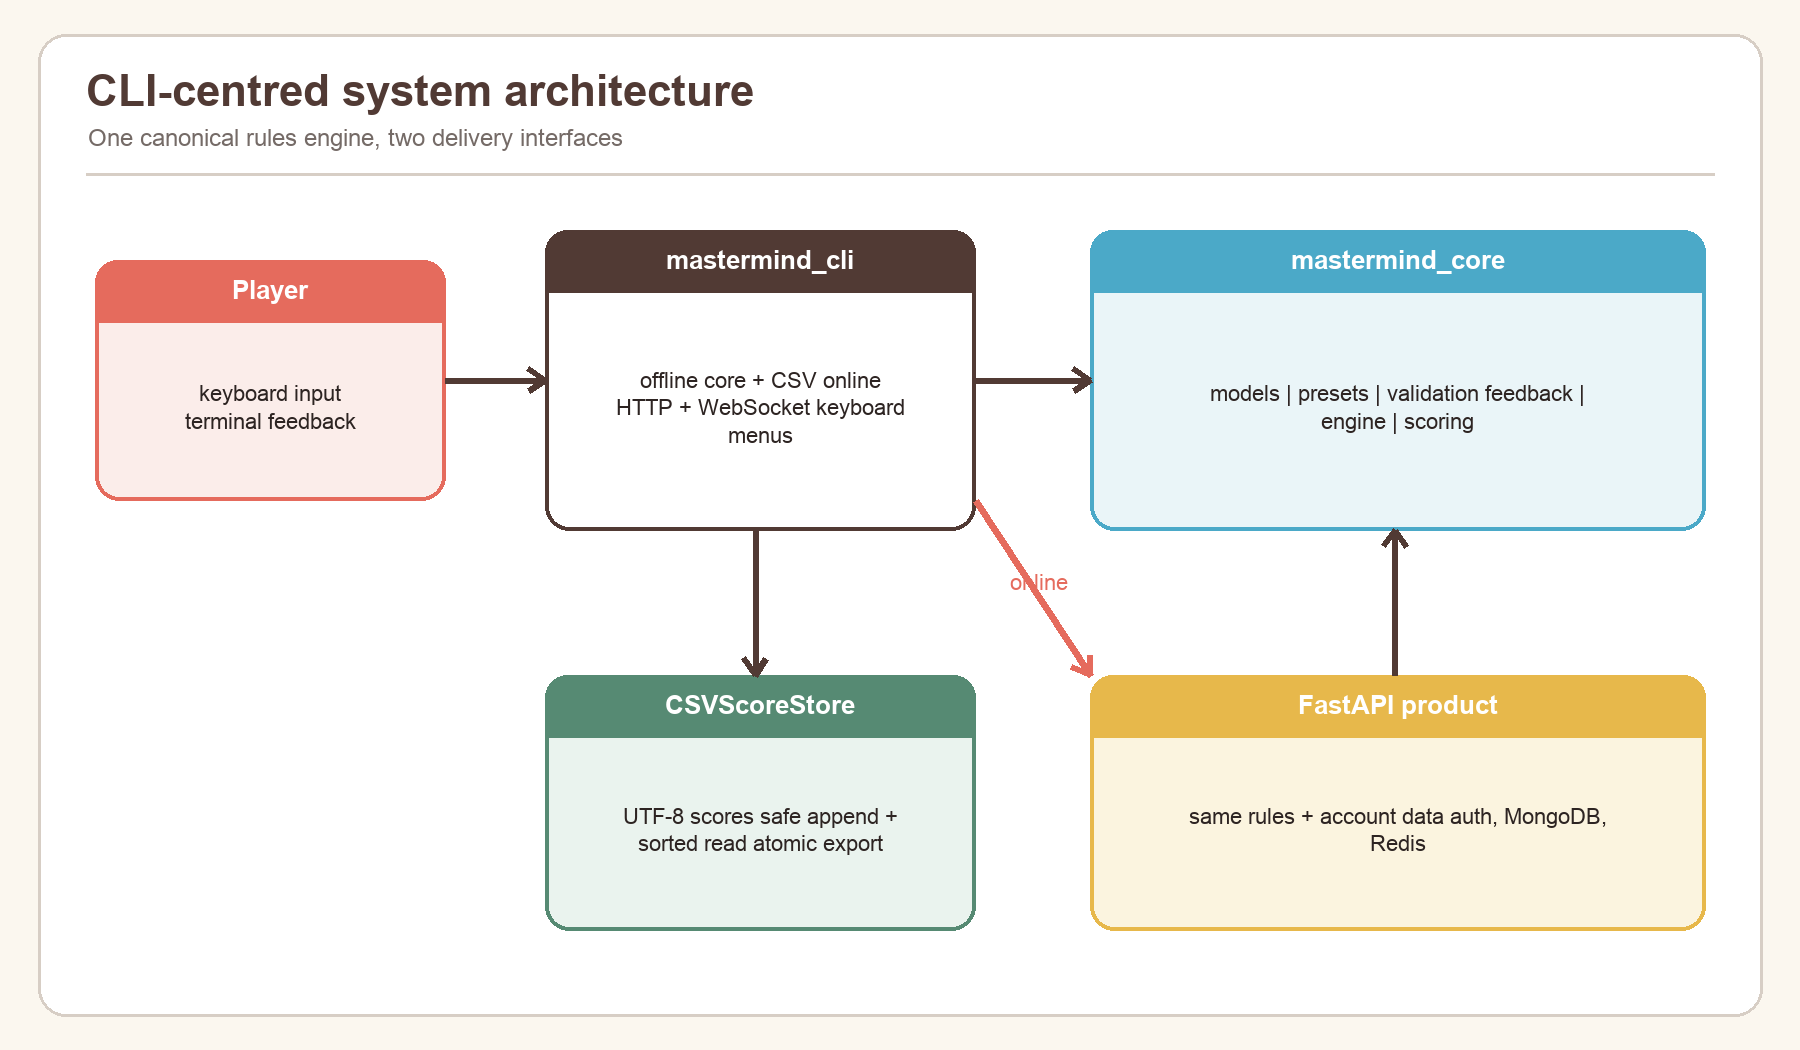 CLI-centred system architecture
One canonical rules engine, two delivery interfaces
Player
keyboard input
terminal feedback
mastermind_cli
offline core + CSV online
HTTP + WebSocket keyboard
menus
mastermind_core
models | presets | validation feedback |
engine | scoring
online
CSVScoreStore
UTF-8 scores safe append +
sorted read atomic export
FastAPI product
same rules + account data auth, MongoDB,
Redis